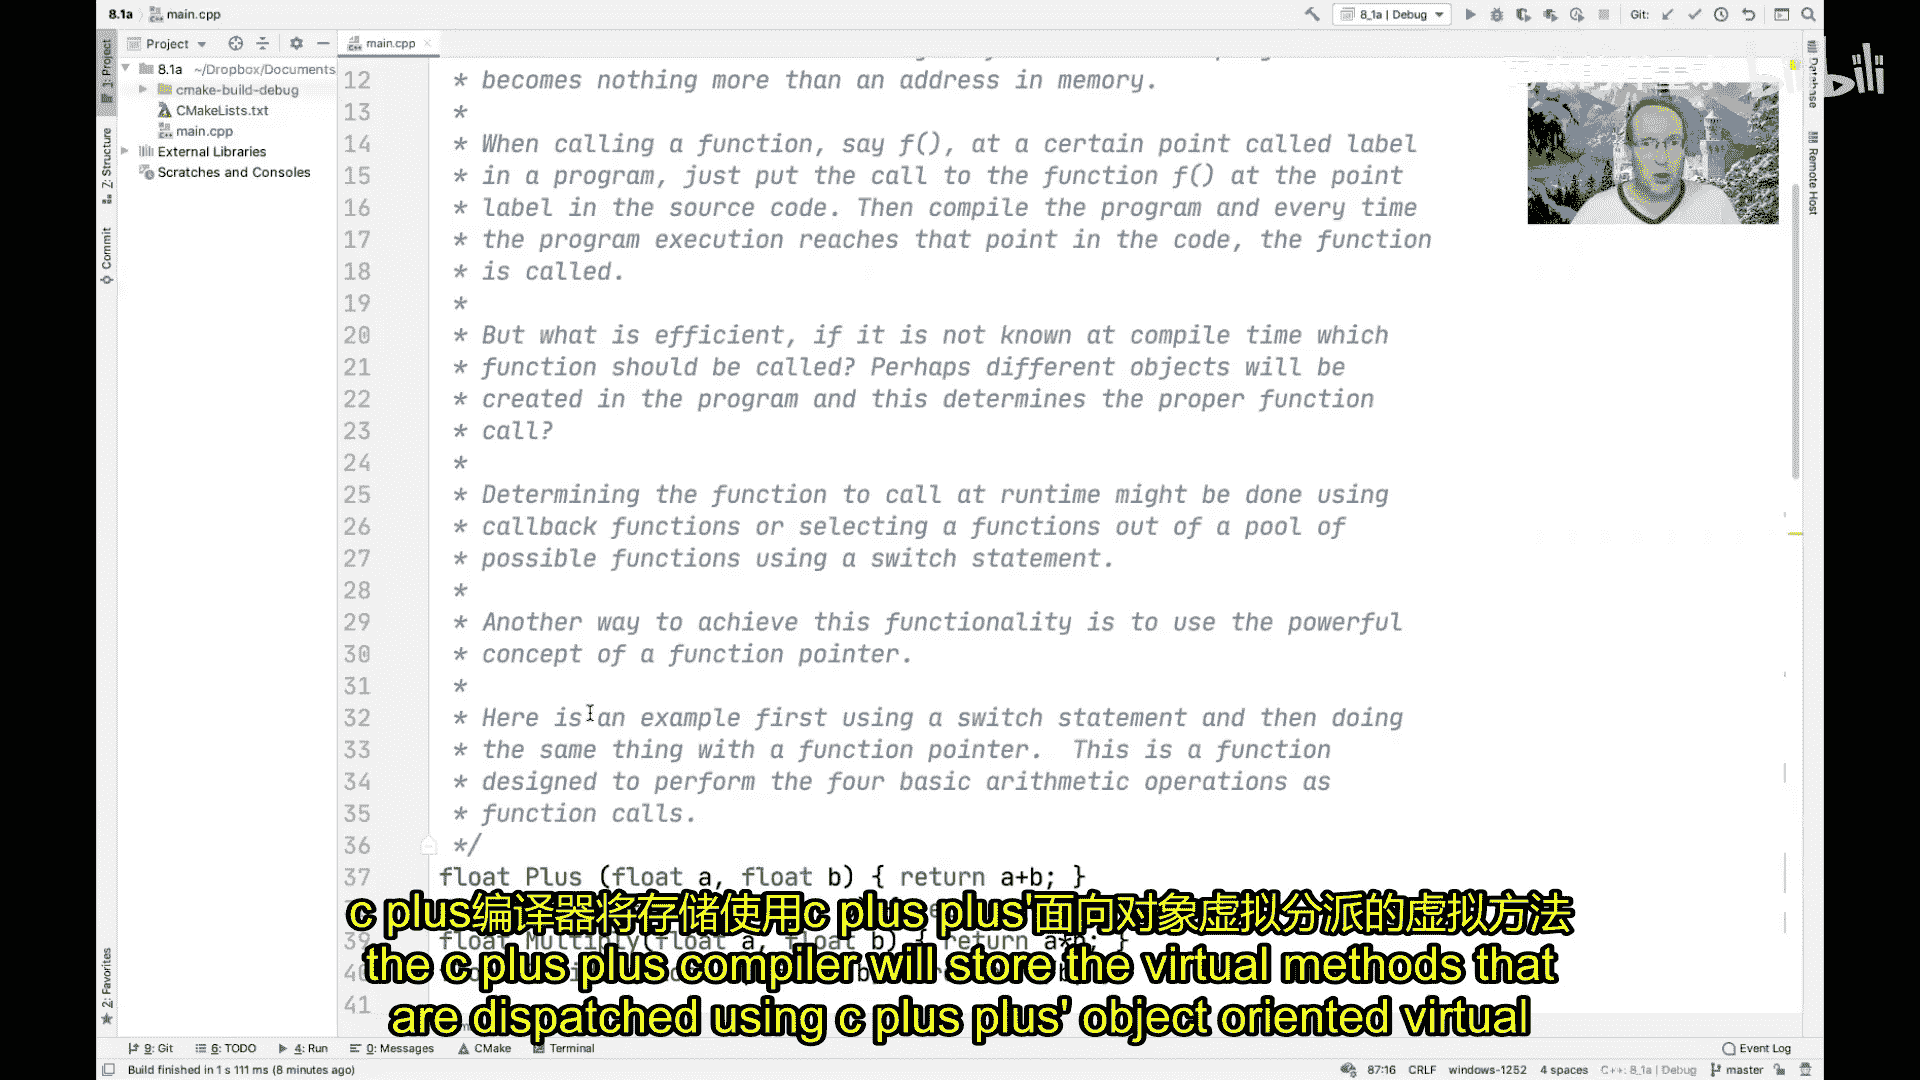 8.1a main.cpp
8_1a | Debug
Git:
Project
main.cpp
1: Project
Z: Structure
Commit
2: Favorites
Database
Remote Host
bilibili
8.1a ~/Dropbox/Documents
cmake-build-debug
CMakeLists.txt
main.cpp
External Libraries
Scratches and Consoles
12 * becomes nothing more than an address in memory.
13 *
14 * When calling a function, say f(), at a certain point called label
15 * in a program, just put the call to the function f() at the point
16 * label in the source code. Then compile the program and every time
17 * the program execution reaches that point in the code, the function
18 * is called.
19 *
20 * But what is efficient, if it is not known at compile time which
21 * function should be called? Perhaps different objects will be
22 * created in the program and this determines the proper function
23 * call?
24 *
25 * Determining the function to call at runtime might be done using
26 * callback functions or selecting a functions out of a pool of
27 * possible functions using a switch statement.
28 *
29 * Another way to achieve this functionality is to use the powerful
30 * concept of a function pointer.
31 *
32 * Here is an example first using a switch statement and then doing
33 * the same thing with a function pointer.  This is a function
34 * designed to perform the four basic arithmetic operations as
35 * function calls.
36 */
37 float Plus (float a, float b) { return a+b; }
39 float Multiply(float a, float b) { return a*b; }
41
c plus编译器将存储使用c plus plus'面向对象虚拟分派的虚拟方法
the c plus plus compiler will store the virtual methods that
are dispatched using c plus plus' object oriented virtual
9: Git 6: TODO 4: Run 0: Messages CMake Terminal Event Log
Build finished in 1 s 111 ms (8 minutes ago) 87:16 CRLF windows-1252 4 spaces C++: 8_1a | Debug master